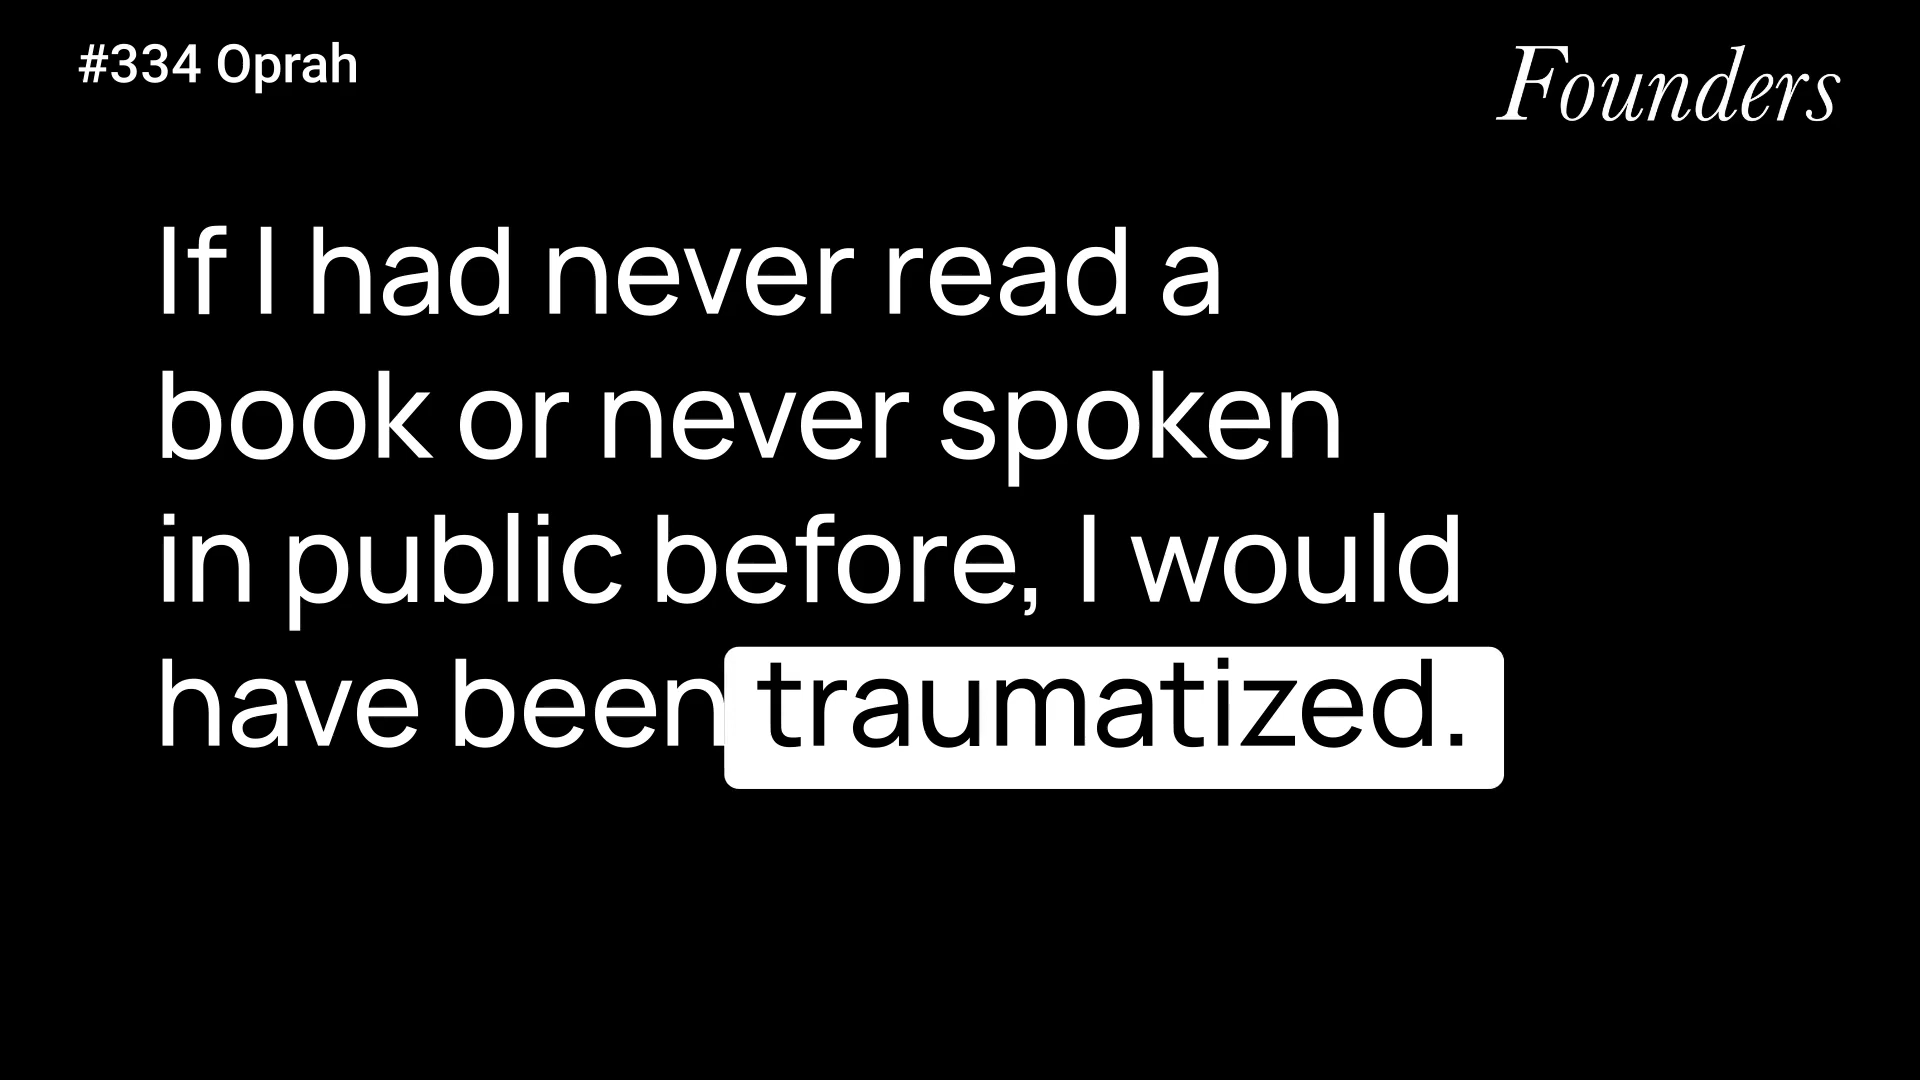 #334 Oprah
Founders
If I had never read a
book or never spoken
in public before, I would
have been traumatized.